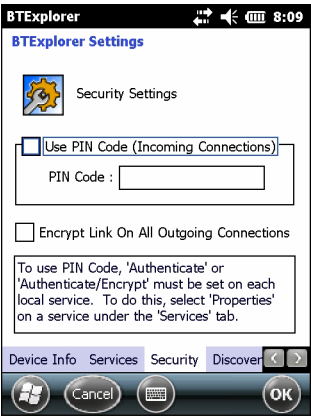 BTExplorer 8:09
BTExplorer Settings
Security Settings
Use PIN Code (Incoming Connections)
PIN Code :
Encrypt Link On All Outgoing Connections
To use PIN Code, 'Authenticate' or
'Authenticate/Encrypt' must be set on each
local service. To do this, select 'Properties'
on a service under the 'Services' tab.
Device Info Services Security Discover
Cancel OK